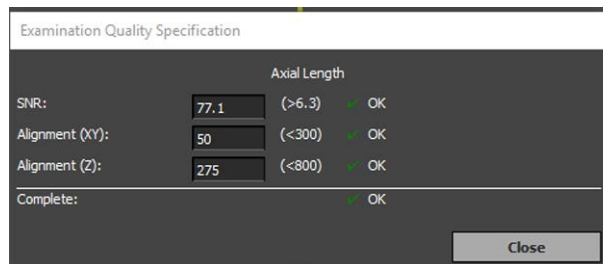 Examination Quality Specification
Axial Length
SNR: 77.1 (>6.3) ✓ OK
Alignment (XY): 50 (<300) ✓ OK
Alignment (Z): 275 (<800) ✓ OK
Complete: ✓ OK
Close